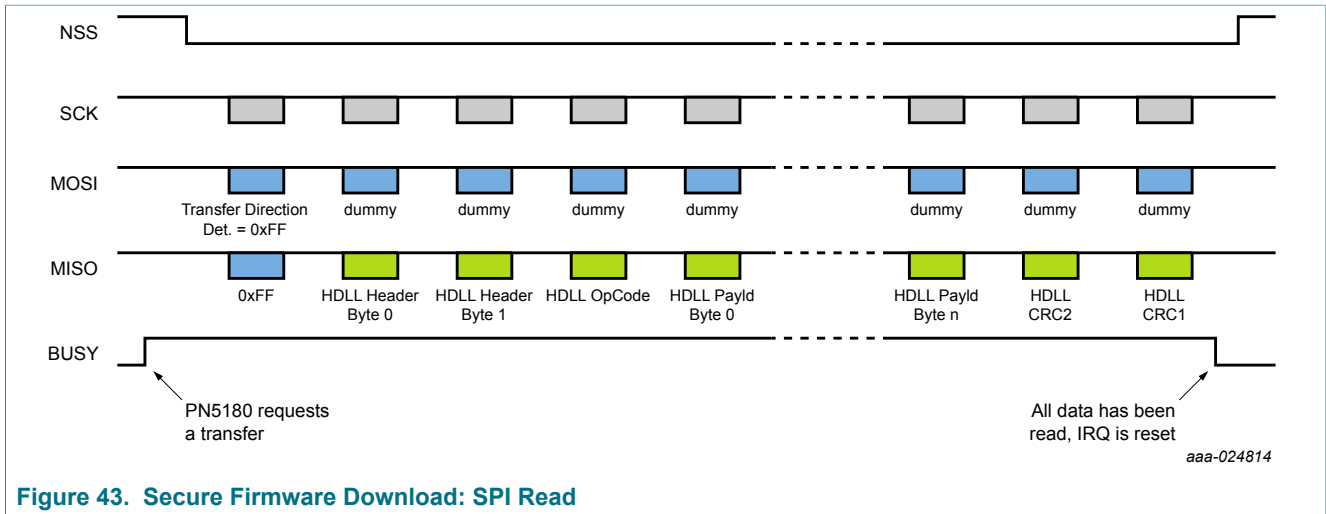 NSS
SCK
MOSI
Transfer Direction
Det. = 0xFF
dummy
dummy
dummy
dummy
dummy
dummy
dummy
MISO
0xFF
HDLL Header
Byte 0
HDLL Header
Byte 1
HDLL OpCode
HDLL Payld
Byte 0
HDLL Payld
Byte n
HDLL
CRC2
HDLL
CRC1
BUSY
PN5180 requests
a transfer
All data has been
read, IRQ is reset
aaa-024814
Figure 43. Secure Firmware Download: SPI Read